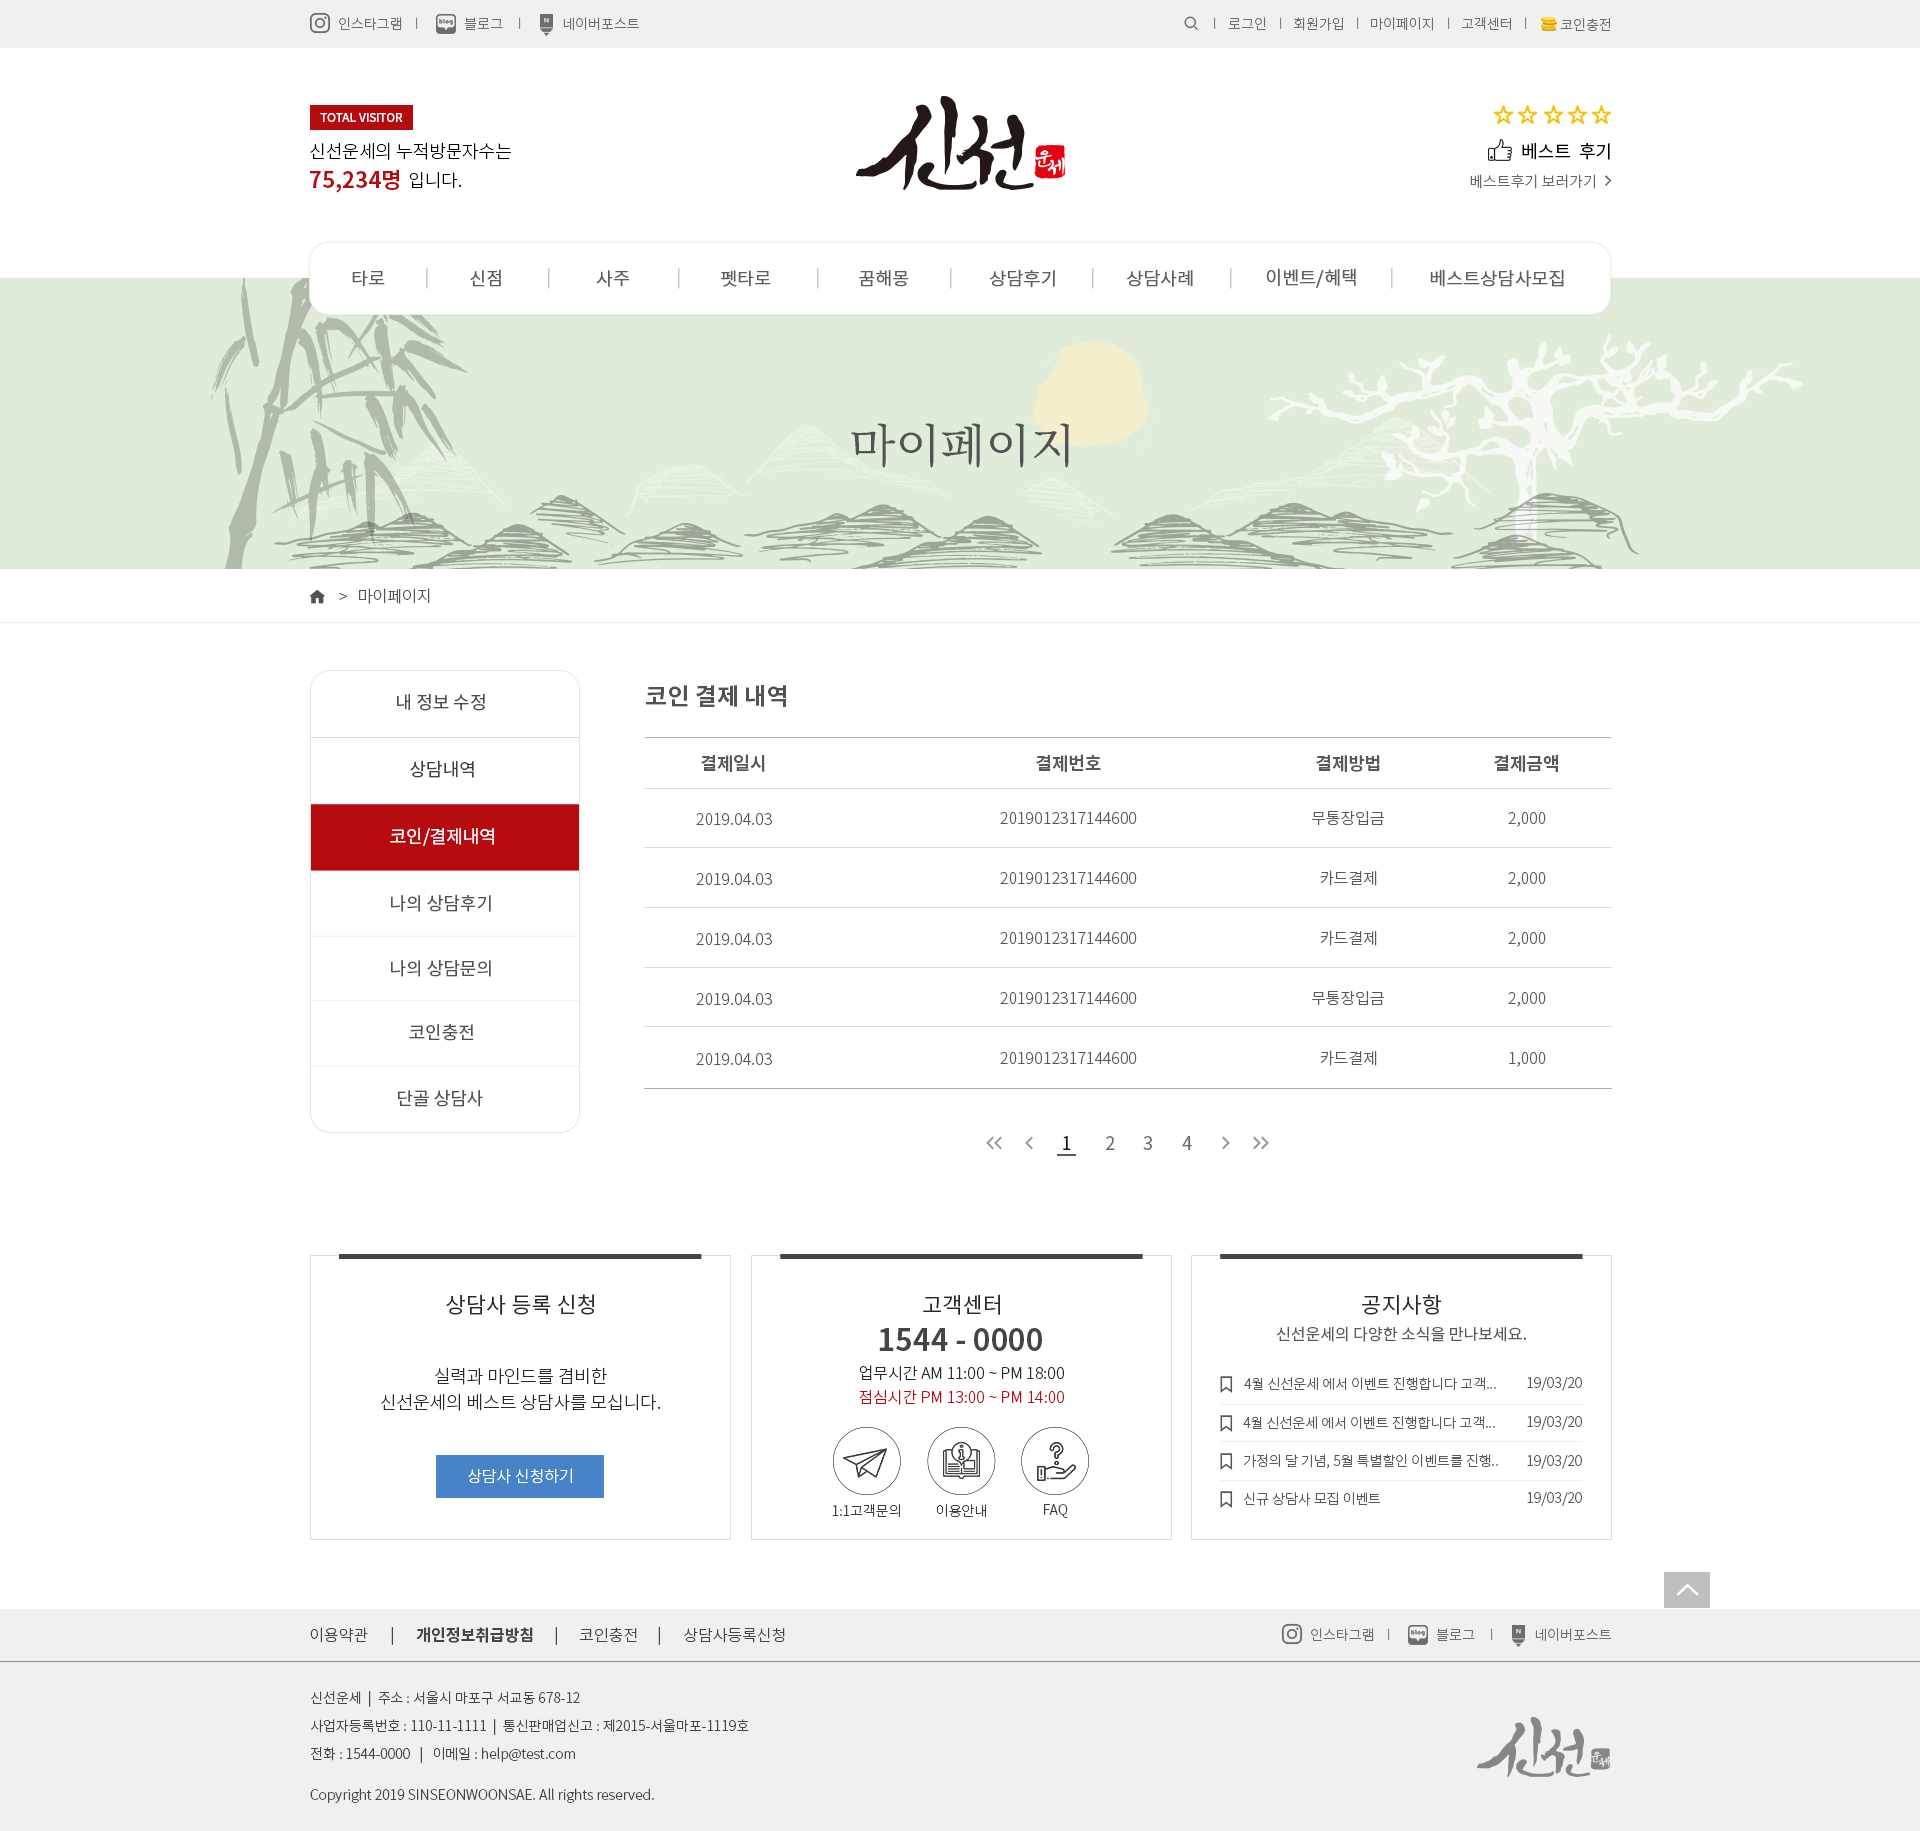 인스타그램 | 블로그 | 네이버포스트
| 로그인 | 회원가입 | 마이페이지 | 고객센터 | 코인충전
TOTAL VISITOR
신선운세의 누적방문자수는
75,234명 입니다.
신선 운세
베스트 후기
베스트후기 보러가기 >
타로 | 신점 | 사주 | 펫타로 | 꿈해몽 | 상담후기 | 상담사례 | 이벤트/혜택 | 베스트상담사모집
마이페이지
> 마이페이지
내 정보 수정
상담내역
코인/결제내역
나의 상담후기
나의 상담문의
코인충전
단골 상담사
코인 결제 내역
결제일시 결제번호 결제방법 결제금액
2019.04.03 2019012317144600 무통장입금 2,000
2019.04.03 2019012317144600 카드결제 2,000
2019.04.03 2019012317144600 카드결제 2,000
2019.04.03 2019012317144600 무통장입금 2,000
2019.04.03 2019012317144600 카드결제 1,000
1 2 3 4
상담사 등록 신청
실력과 마인드를 겸비한
신선운세의 베스트 상담사를 모십니다.
상담사 신청하기
고객센터
1544 - 0000
업무시간 AM 11:00 ~ PM 18:00
점심시간 PM 13:00 ~ PM 14:00
1:1고객문의 이용안내 FAQ
공지사항
신선운세의 다양한 소식을 만나보세요.
4월 신선운세 에서 이벤트 진행합니다 고객... 19/03/20
4월 신선운세 에서 이벤트 진행합니다 고객... 19/03/20
가정의 달 기념, 5월 특별할인 이벤트를 진행.. 19/03/20
신규 상담사 모집 이벤트 19/03/20
이용약관 | 개인정보취급방침 | 코인충전 | 상담사등록신청
인스타그램 | 블로그 | 네이버포스트
신선운세 | 주소 : 서울시 마포구 서교동 678-12
사업자등록번호 : 110-11-1111 | 통신판매업신고 : 제2015-서울마포-1119호
전화 : 1544-0000 | 이메일 : help@test.com
Copyright 2019 SINSEONWOONSAE. All rights reserved.
신선 운세